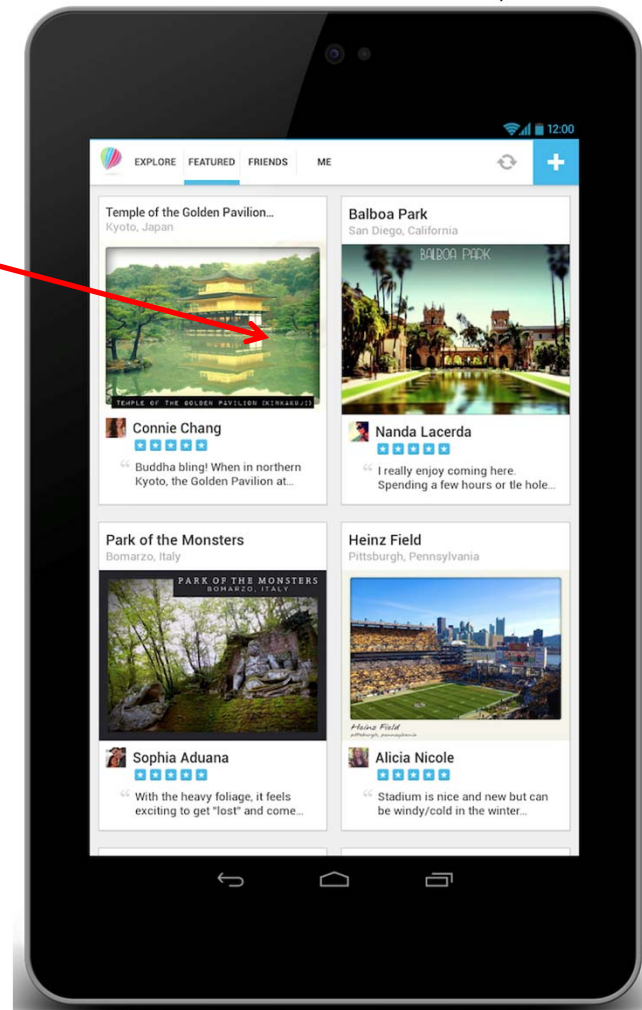 12:00
EXPLORE FEATURED FRIENDS ME
Temple of the Golden Pavilion...
Kyoto, Japan
TEMPLE OF THE GOLDEN PAVILION (KINKAKUJI)
Connie Chang
“ Buddha bling! When in northern
Kyoto, the Golden Pavilion at...
Balboa Park
San Diego, California
BALBOA PARK
Nanda Lacerda
“ I really enjoy coming here.
Spending a few hours or tle hole...
Park of the Monsters
Bomarzo, Italy
PARK OF THE MONSTERS
BOMARZO, ITALY
Sophia Aduana
“ With the heavy foliage, it feels
exciting to get "lost" and come...
Heinz Field
Pittsburgh, Pennsylvania
Heinz Field
pittsburgh, pennsylvania
Alicia Nicole
“ Stadium is nice and new but can
be windy/cold in the winter...